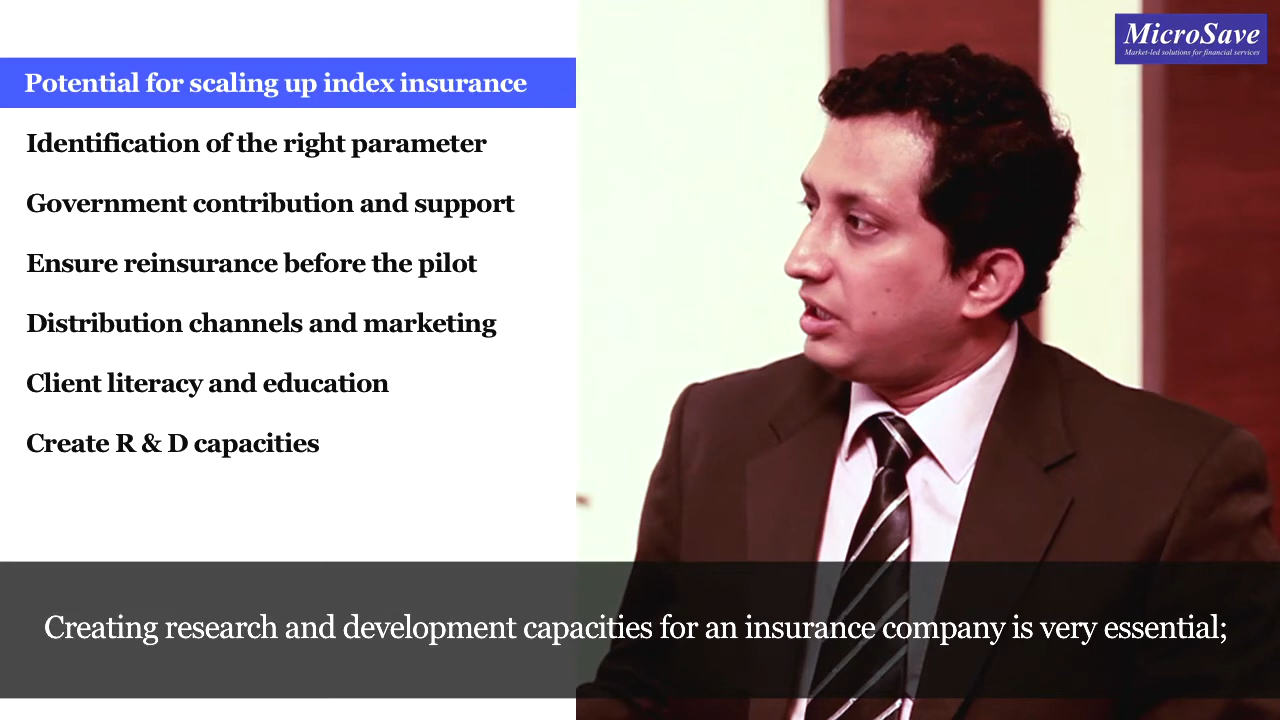 MicroSave
Market-led solutions for financial services
Potential for scaling up index insurance
Identification of the right parameter
Government contribution and support
Ensure reinsurance before the pilot
Distribution channels and marketing
Client literacy and education
Create R & D capacities
Creating research and development capacities for an insurance company is very essential;